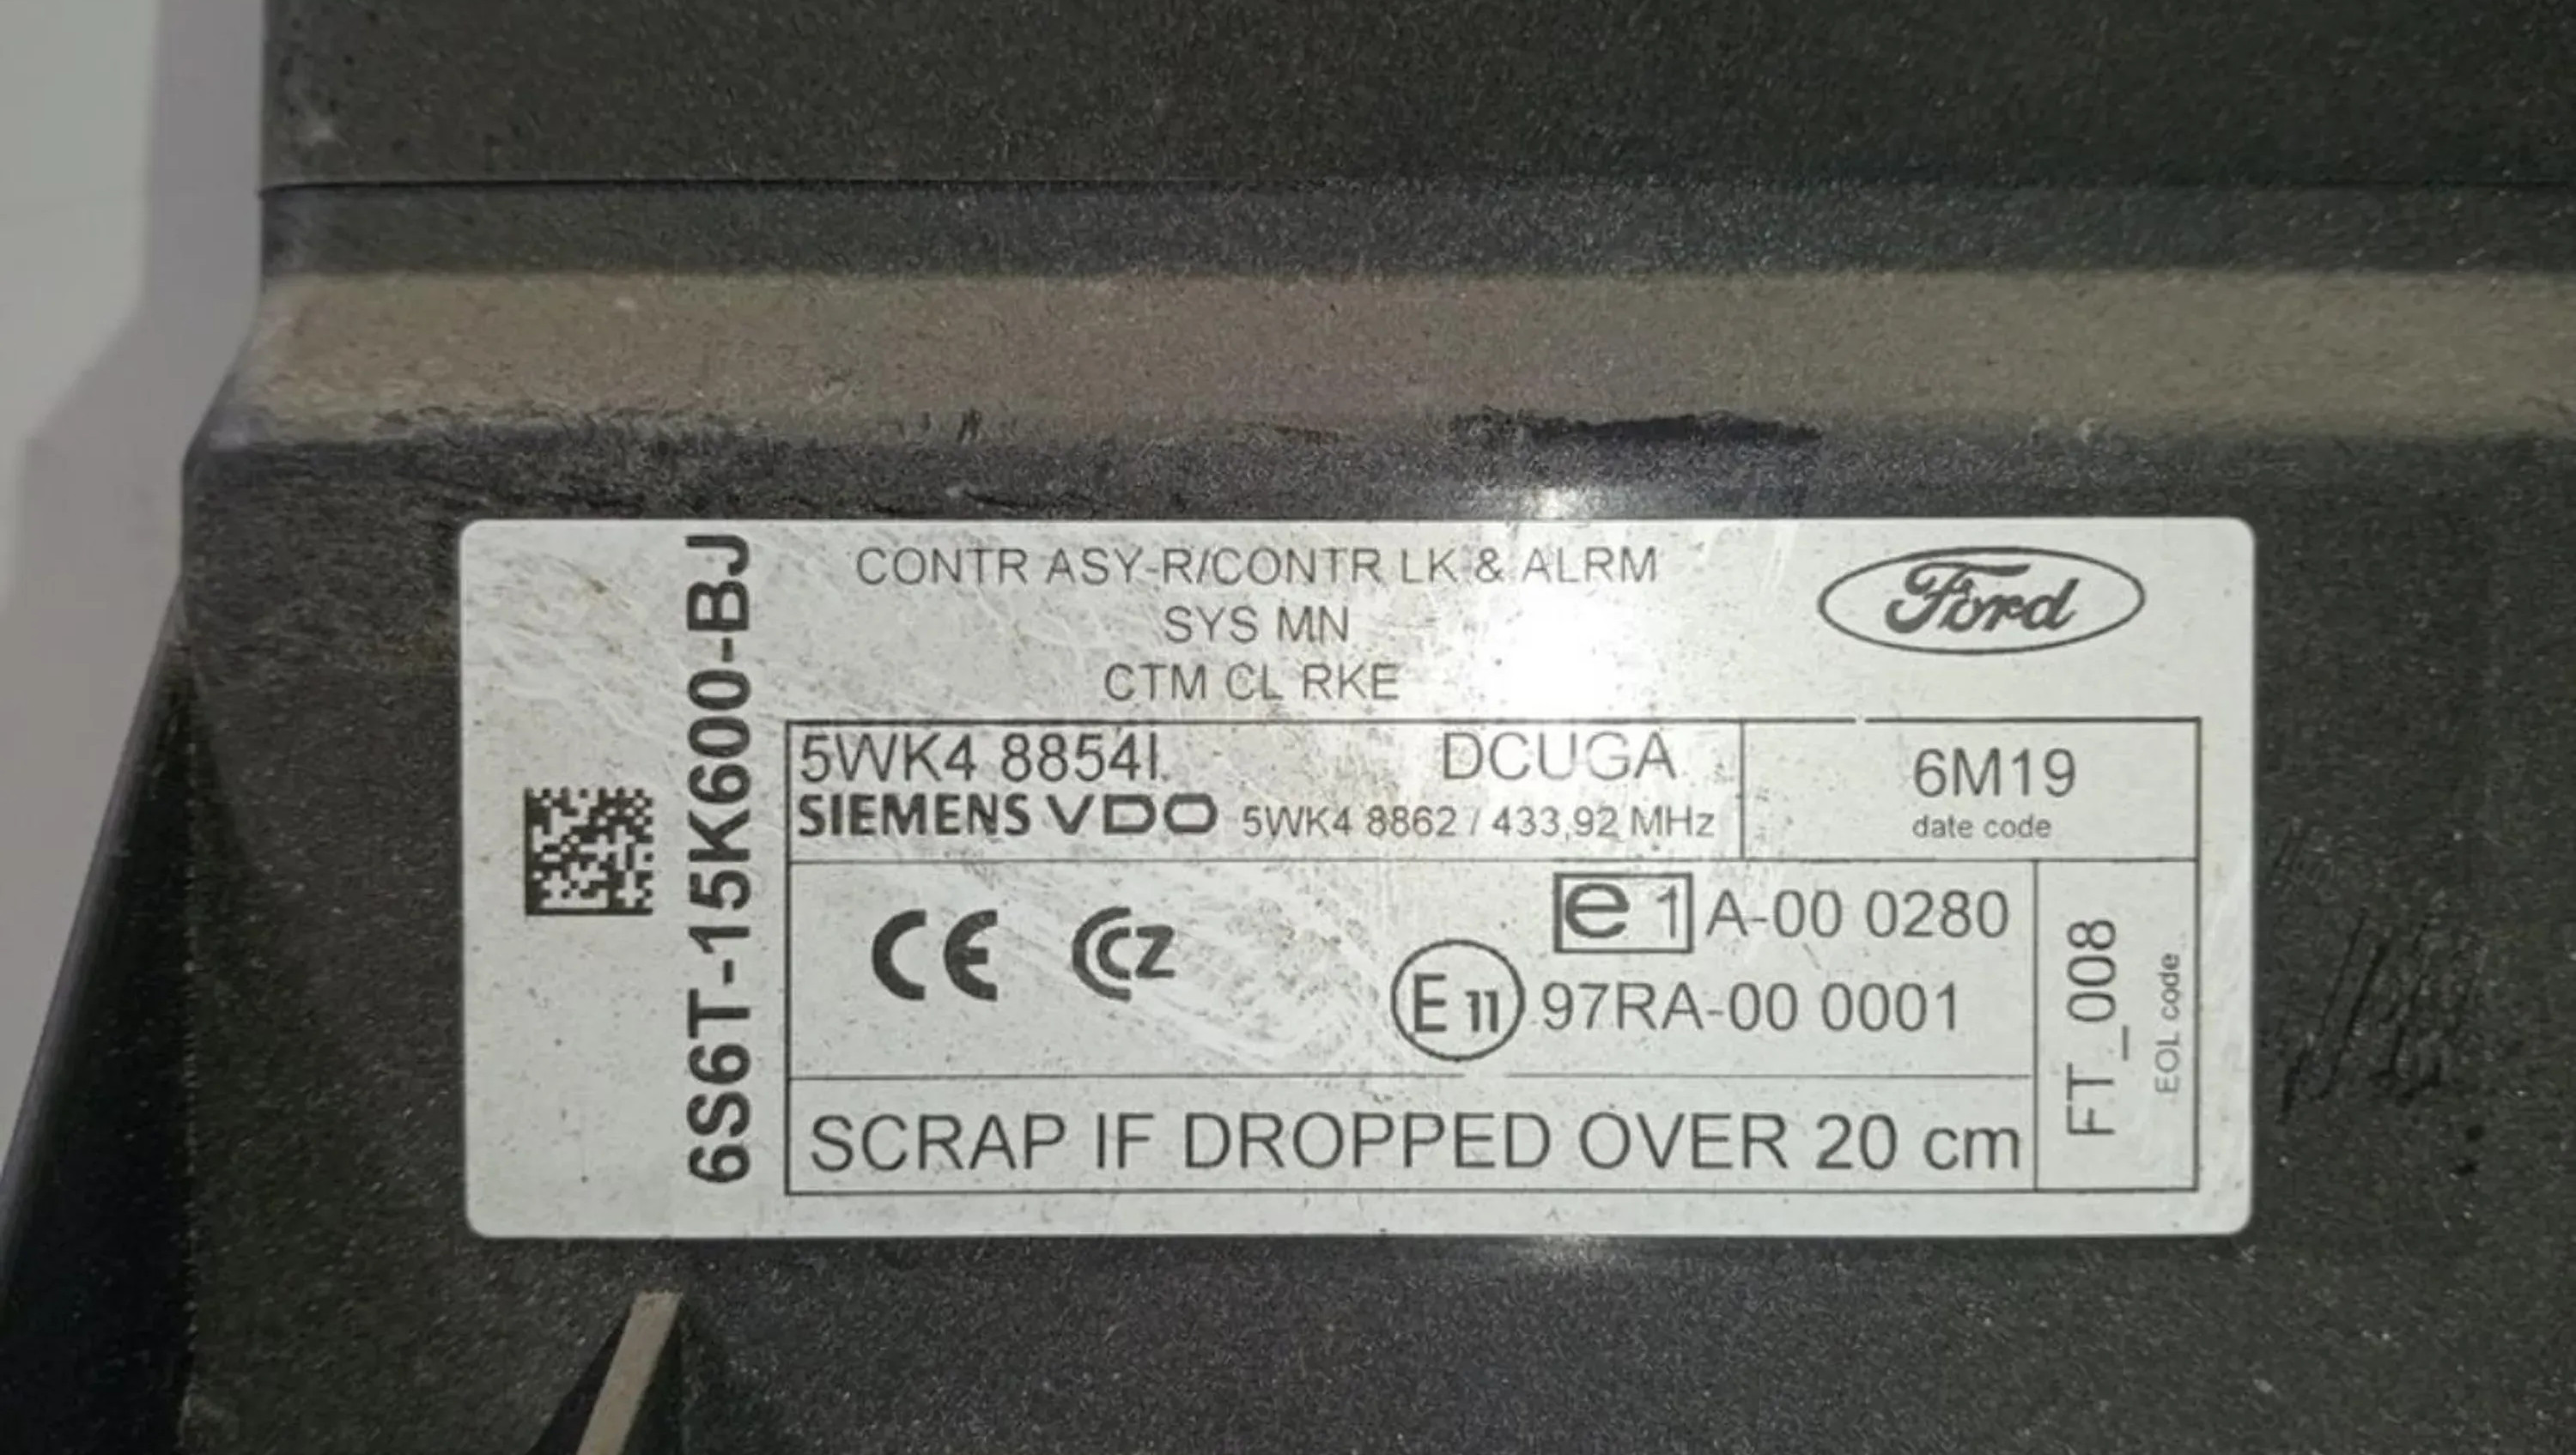 6S6T-15K600-BJ
CONTR ASY-R/CONTR LK & ALRM
SYS MN
CTM CL RKE
Ford
5WK4 8854I DCUGA
SIEMENS VDO 5WK4 8862 / 433,92 MHz
6M19
date code
CE CCZ
e 1 A-00 0280
E 11 97RA-00 0001
FT_008
EOL code
SCRAP IF DROPPED OVER 20 cm